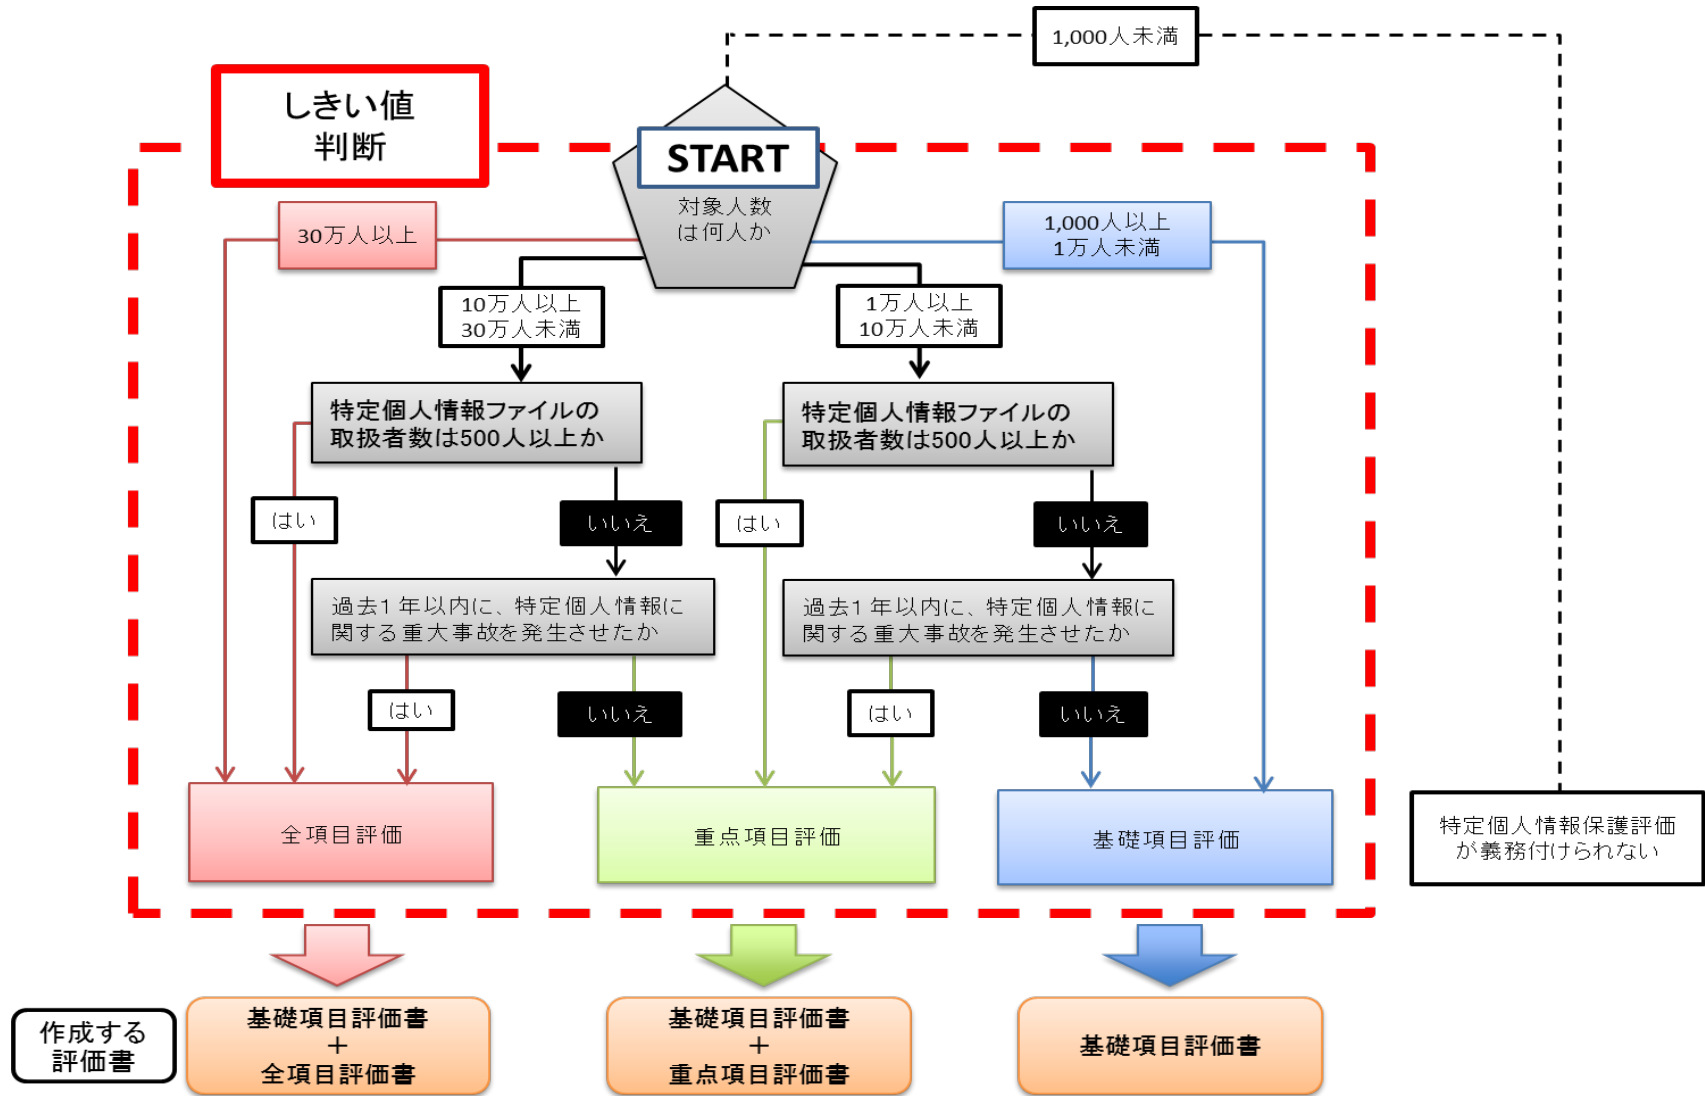 1,000人未満
しきい値
判断
START
対象人数
は何人か
30万人以上
1,000人以上
1万人未満
10万人以上
30万人未満
1万人以上
10万人未満
特定個人情報ファイルの
取扱者数は500人以上か
特定個人情報ファイルの
取扱者数は500人以上か
はい
いいえ
はい
いいえ
過去1年以内に、特定個人情報に
関する重大事故を発生させたか
過去1年以内に、特定個人情報に
関する重大事故を発生させたか
はい
いいえ
はい
いいえ
全項目評価
重点項目評価
基礎項目評価
特定個人情報保護評価
が義務付けられない
作成する
評価書
基礎項目評価書
＋
全項目評価書
基礎項目評価書
＋
重点項目評価書
基礎項目評価書